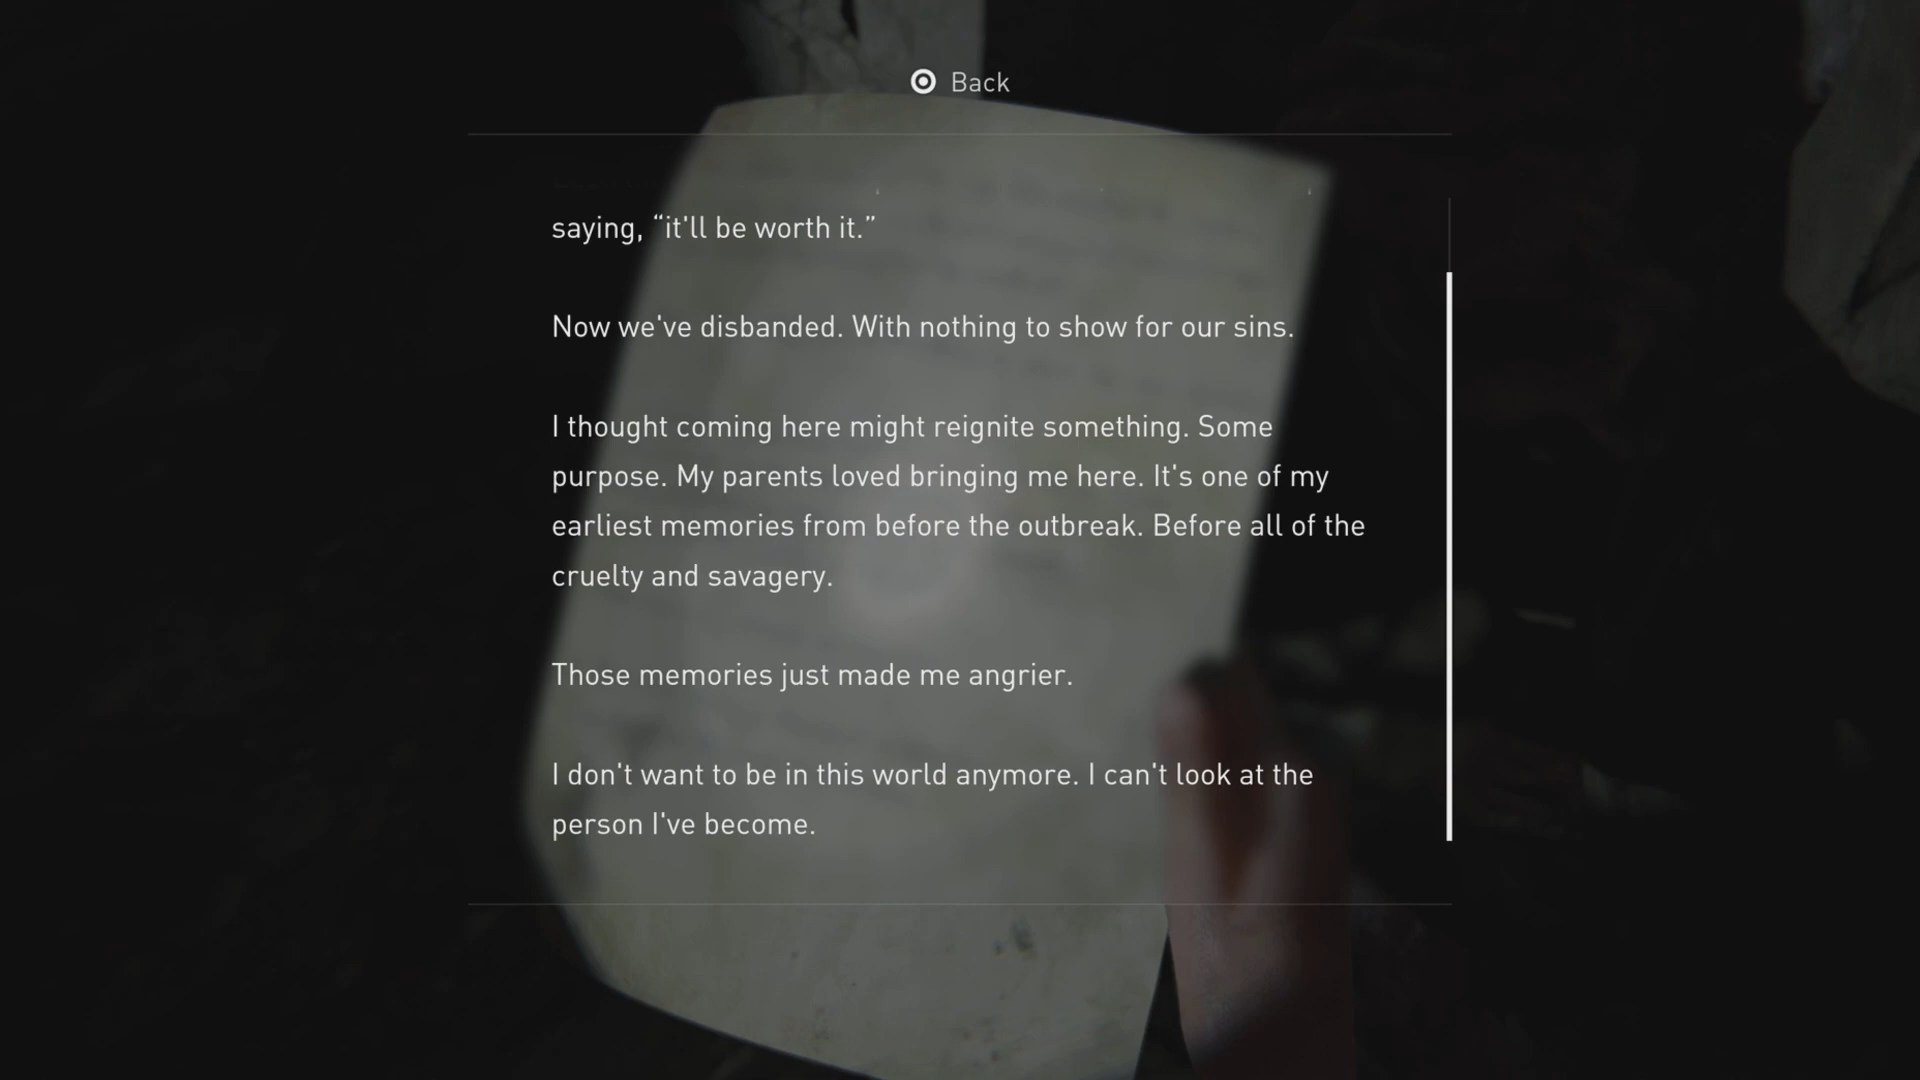 Back
saying, “it'll be worth it.”
Now we've disbanded. With nothing to show for our sins.
I thought coming here might reignite something. Some
purpose. My parents loved bringing me here. It's one of my
earliest memories from before the outbreak. Before all of the
cruelty and savagery.
Those memories just made me angrier.
I don't want to be in this world anymore. I can't look at the
person I've become.